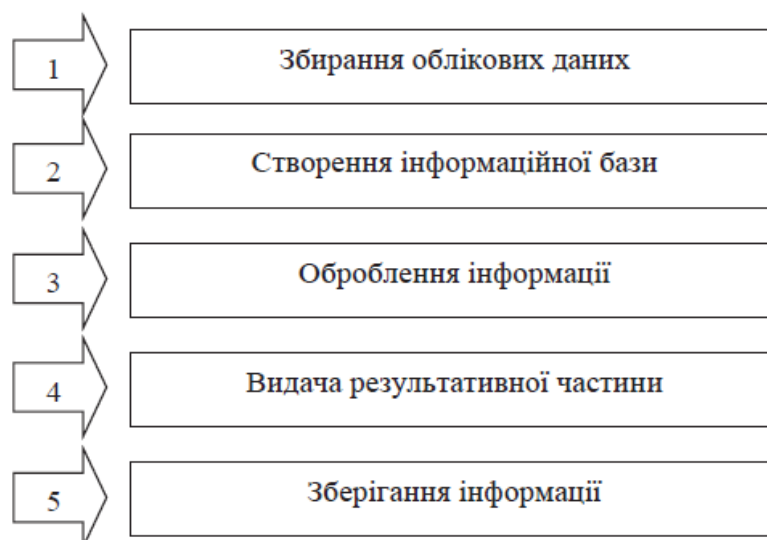 1 Збирання облікових даних
2 Створення інформаційної бази
3 Оброблення інформації
4 Видача результативної частини
5 Зберігання інформації